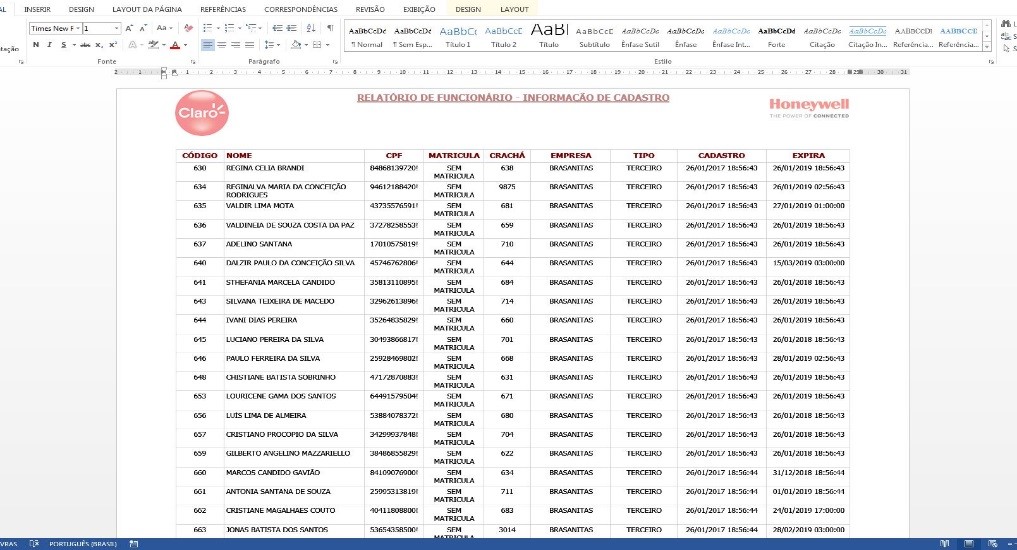 INSERIR DESIGN LAYOUT DA PÁGINA REFERÊNCIAS CORRESPONDÊNCIAS REVISÃO EXIBIÇÃO DESIGN LAYOUT
Times New F 1
Fonte Parágrafo Estilo
AaBbCcDc AaBbCcDc AaBbCc AaBbCcE AaBl AaBbCcDc AaBbCcDc AaBbCcDc AaBbCcDc AaBbCcDc AaBbCcDc AaBbCcDc AaBbCcDc AaBbCcE
¶ Normal ¶ Sem Esp... Título 1 Título 2 Título Subtítulo Ênfase Sutil Ênfase Ênfase Int... Forte Citação Citação In... Referência... Referência...
Claro
RELATÓRIO DE FUNCIONÁRIO - INFORMAÇÃO DE CADASTRO
Honeywell
THE POWER OF CONNECTED
CÓDIGO NOME CPF MATRICULA CRACHÁ EMPRESA TIPO CADASTRO EXPIRA
630 REGINA CELIA BRANDI 84868139720! SEM MATRICULA 638 BRASANITAS TERCEIRO 26/01/2017 18:56:43 26/01/2019 18:56:43
634 REGINALVA MARIA DA CONCEIÇÃO RODRIGUES 94612188420! SEM MATRICULA 9875 BRASANITAS TERCEIRO 26/01/2017 18:56:43 26/01/2019 02:56:43
635 VALDIR LIMA MOTA 43735576591! SEM MATRICULA 681 BRASANITAS TERCEIRO 26/01/2017 18:56:43 27/01/2019 01:00:00
636 VALDINEIA DE SOUZA COSTA DA PAZ 37278258553! SEM MATRICULA 659 BRASANITAS TERCEIRO 26/01/2017 18:56:43 26/01/2019 18:56:43
637 ADELINO SANTANA 17010575819! SEM MATRICULA 710 BRASANITAS TERCEIRO 26/01/2017 18:56:43 26/01/2019 18:56:43
640 DALZIR PAULO DA CONCEIÇÃO SILVA 45746762806! SEM MATRICULA 644 BRASANITAS TERCEIRO 26/01/2017 18:56:43 15/03/2019 03:00:00
641 STHEFANIA MARCELA CANDIDO 35813110895! SEM MATRICULA 684 BRASANITAS TERCEIRO 26/01/2017 18:56:43 26/01/2018 18:56:43
643 SILVANA TEIXEIRA DE MACEDO 32962613896! SEM MATRICULA 714 BRASANITAS TERCEIRO 26/01/2017 18:56:43 26/01/2019 18:56:43
644 IVANI DIAS PEREIRA 35264835829! SEM MATRICULA 660 BRASANITAS TERCEIRO 26/01/2017 18:56:43 26/01/2019 18:56:43
645 LUCIANO PEREIRA DA SILVA 30493866817! SEM MATRICULA 701 BRASANITAS TERCEIRO 26/01/2017 18:56:43 26/01/2018 18:56:43
646 PAULO FERREIRA DA SILVA 25928469802! SEM MATRICULA 668 BRASANITAS TERCEIRO 26/01/2017 18:56:43 28/01/2019 02:56:43
648 CHISTIANE BATISTA SOBRINHO 47172870883! SEM MATRICULA 631 BRASANITAS TERCEIRO 26/01/2017 18:56:43 26/01/2019 18:56:43
653 LOURICENE GAMA DOS SANTOS 64491579504! SEM MATRICULA 671 BRASANITAS TERCEIRO 26/01/2017 18:56:43 26/01/2019 18:56:43
656 LUÍS LIMA DE ALMEIRA 53884078372! SEM MATRICULA 680 BRASANITAS TERCEIRO 26/01/2017 18:56:43 26/01/2018 18:56:43
657 CRISTIANO PROCOPIO DA SILVA 34299937848! SEM MATRICULA 704 BRASANITAS TERCEIRO 26/01/2017 18:56:43 26/01/2018 18:56:43
659 GILBERTO ANGELINO MAZZARIELLO 38486855829! SEM MATRICULA 622 BRASANITAS TERCEIRO 26/01/2017 18:56:43 26/01/2018 18:56:43
660 MARCOS CANDIDO GAVIÃO 84109076900! SEM MATRICULA 634 BRASANITAS TERCEIRO 26/01/2017 18:56:44 31/12/2018 18:56:44
661 ANTONIA SANTANA DE SOUZA 25995313819! SEM MATRICULA 711 BRASANITAS TERCEIRO 26/01/2017 18:56:44 01/01/2019 18:56:44
662 CRISTIANE MAGALHAES COUTO 40411808800! SEM MATRICULA 683 BRASANITAS TERCEIRO 26/01/2017 18:56:44 24/01/2019 17:00:00
663 JONAS BATISTA DOS SANTOS 53654358500! SEM MATRICULA 3014 BRASANITAS TERCEIRO 26/01/2017 18:56:44 28/02/2019 03:00:00
PORTUGUÊS (BRASIL)